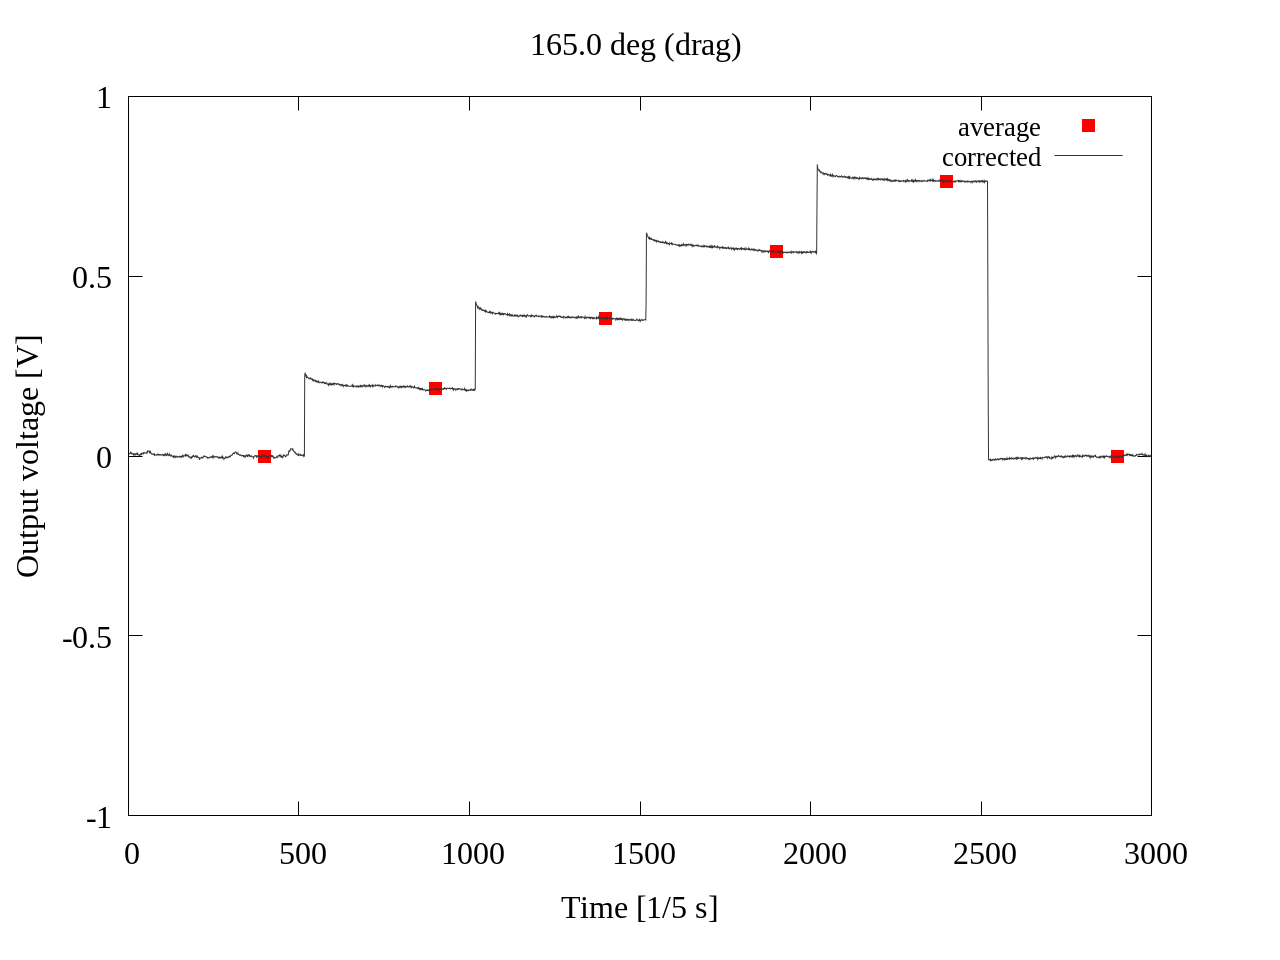 165.0 deg (drag)
average
corrected
1
0.5
0
-0.5
-1
Output voltage [V]
0 500 1000 1500 2000 2500 3000
Time [1/5 s]